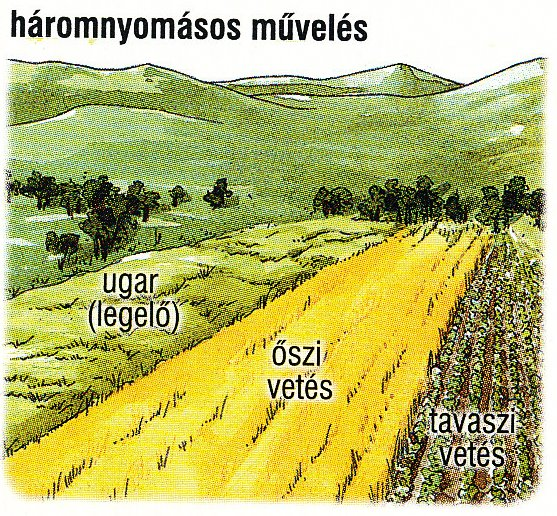 háromnyomásos művelés
ugar
(legelő)
őszi
vetés
tavaszi
vetés